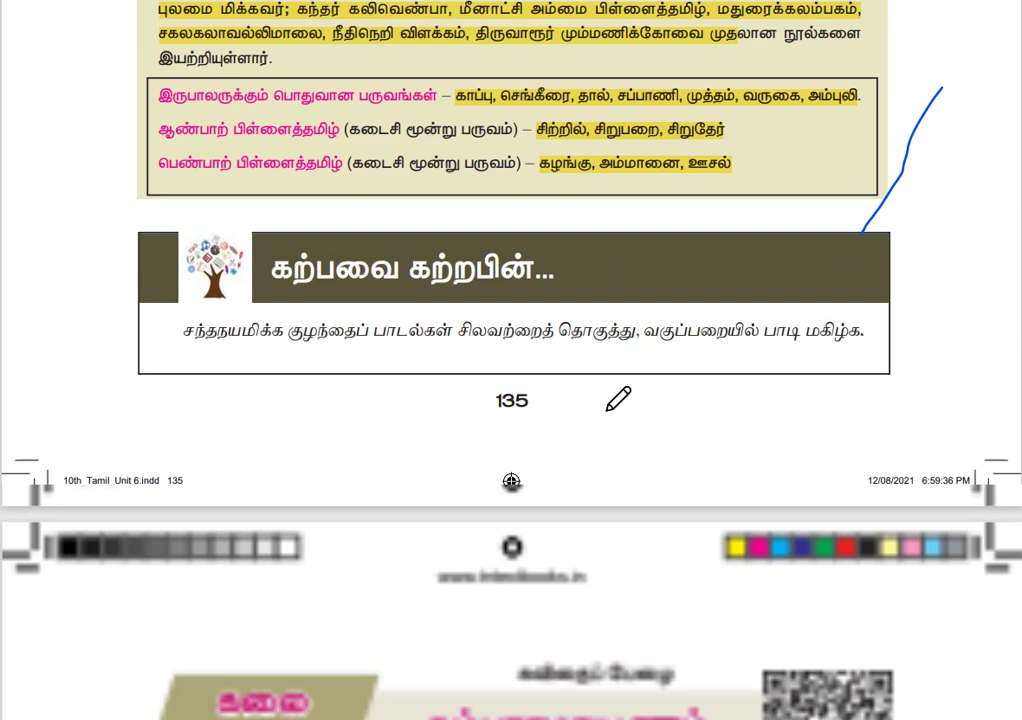 புலமை மிக்கவர்; கந்தர் கலிவெண்பா, மீனாட்சி அம்மை பிள்ளைத்தமிழ், மதுரைக்கலம்பகம்,
சகலகலாவல்லிமாலை, நீதிநெறி விளக்கம், திருவாரூர் மும்மணிக்கோவை முதலான நூல்களை
இயற்றியுள்ளார்.
இருபாலருக்கும் பொதுவான பருவங்கள் – காப்பு, செங்கீரை, தால், சப்பாணி, முத்தம், வருகை, அம்புலி.
ஆண்பாற் பிள்ளைத்தமிழ் (கடைசி மூன்று பருவம்) – சிற்றில், சிறுபறை, சிறுதேர்
பெண்பாற் பிள்ளைத்தமிழ் (கடைசி மூன்று பருவம்) – கழங்கு, அம்மானை, ஊசல்
கற்பவை கற்றபின்...
சந்தநயமிக்க குழந்தைப் பாடல்கள் சிலவற்றைத் தொகுத்து, வகுப்பறையில் பாடி மகிழ்க.
135
10th_Tamil_Unit 6.indd 135
12/08/2021 6:59:36 PM
கவிதைப் பேழை
கலை